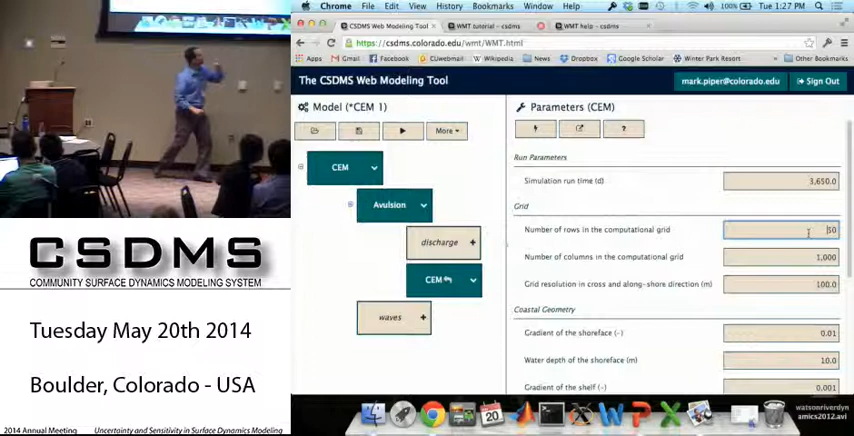 Chrome File Edit View History Bookmarks Window Help 100% Tue 1:27 PM
CSDMS Web Modeling Tool WMT tutorial - csdms WMT help - csdms
https://csdms.colorado.edu/wmt/WMT.html
Apps Gmail Facebook CUwebmail Wikipedia News Dropbox Google Scholar Winter Park Resort » Other Bookmarks
The CSDMS Web Modeling Tool
mark.piper@colorado.edu
Sign Out
Model (*CEM 1)
More
CEM
Avulsion
discharge +
CEM
waves +
Parameters (CEM)
?
Run Parameters
Simulation run time (d) 3,650.0
Grid
Number of rows in the computational grid 50
Number of columns in the computational grid 1,000
Grid resolution in cross and along-shore direction (m) 100.0
Coastal Geometry
Gradient of the shoreface (-) 0.01
Water depth of the shoreface (m) 10.0
Gradient of the shelf (-) 0.001
20
watsonriverdyn
amics2012.avi
CSDMS
COMMUNITY SURFACE DYNAMICS MODELING SYSTEM
Tuesday May 20th 2014
Boulder, Colorado - USA
2014 Annual Meeting Uncertainty and Sensitivity in Surface Dynamics Modeling